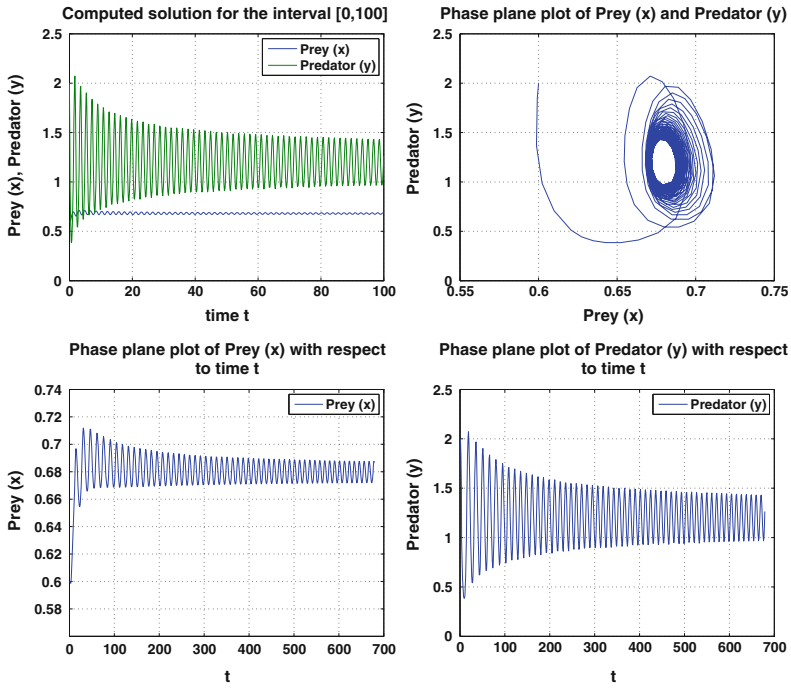 Computed solution for the interval [0,100]
Prey (x), Predator (y)
2.5
2
1.5
1
0.5
0
0 20 40 60 80 100
time t
Prey (x)
Predator (y)
Phase plane plot of Prey (x) and Predator (y)
Predator (y)
2.5
2
1.5
1
0.5
0
0.55 0.6 0.65 0.7 0.75
Prey (x)
Phase plane plot of Prey (x) with respect
to time t
Prey (x)
0.74
0.72
0.7
0.68
0.66
0.64
0.62
0.6
0.58
0 100 200 300 400 500 600 700
t
Prey (x)
Phase plane plot of Predator (y) with respect
to time t
Predator (y)
2.5
2
1.5
1
0.5
0
0 100 200 300 400 500 600 700
t
Predator (y)